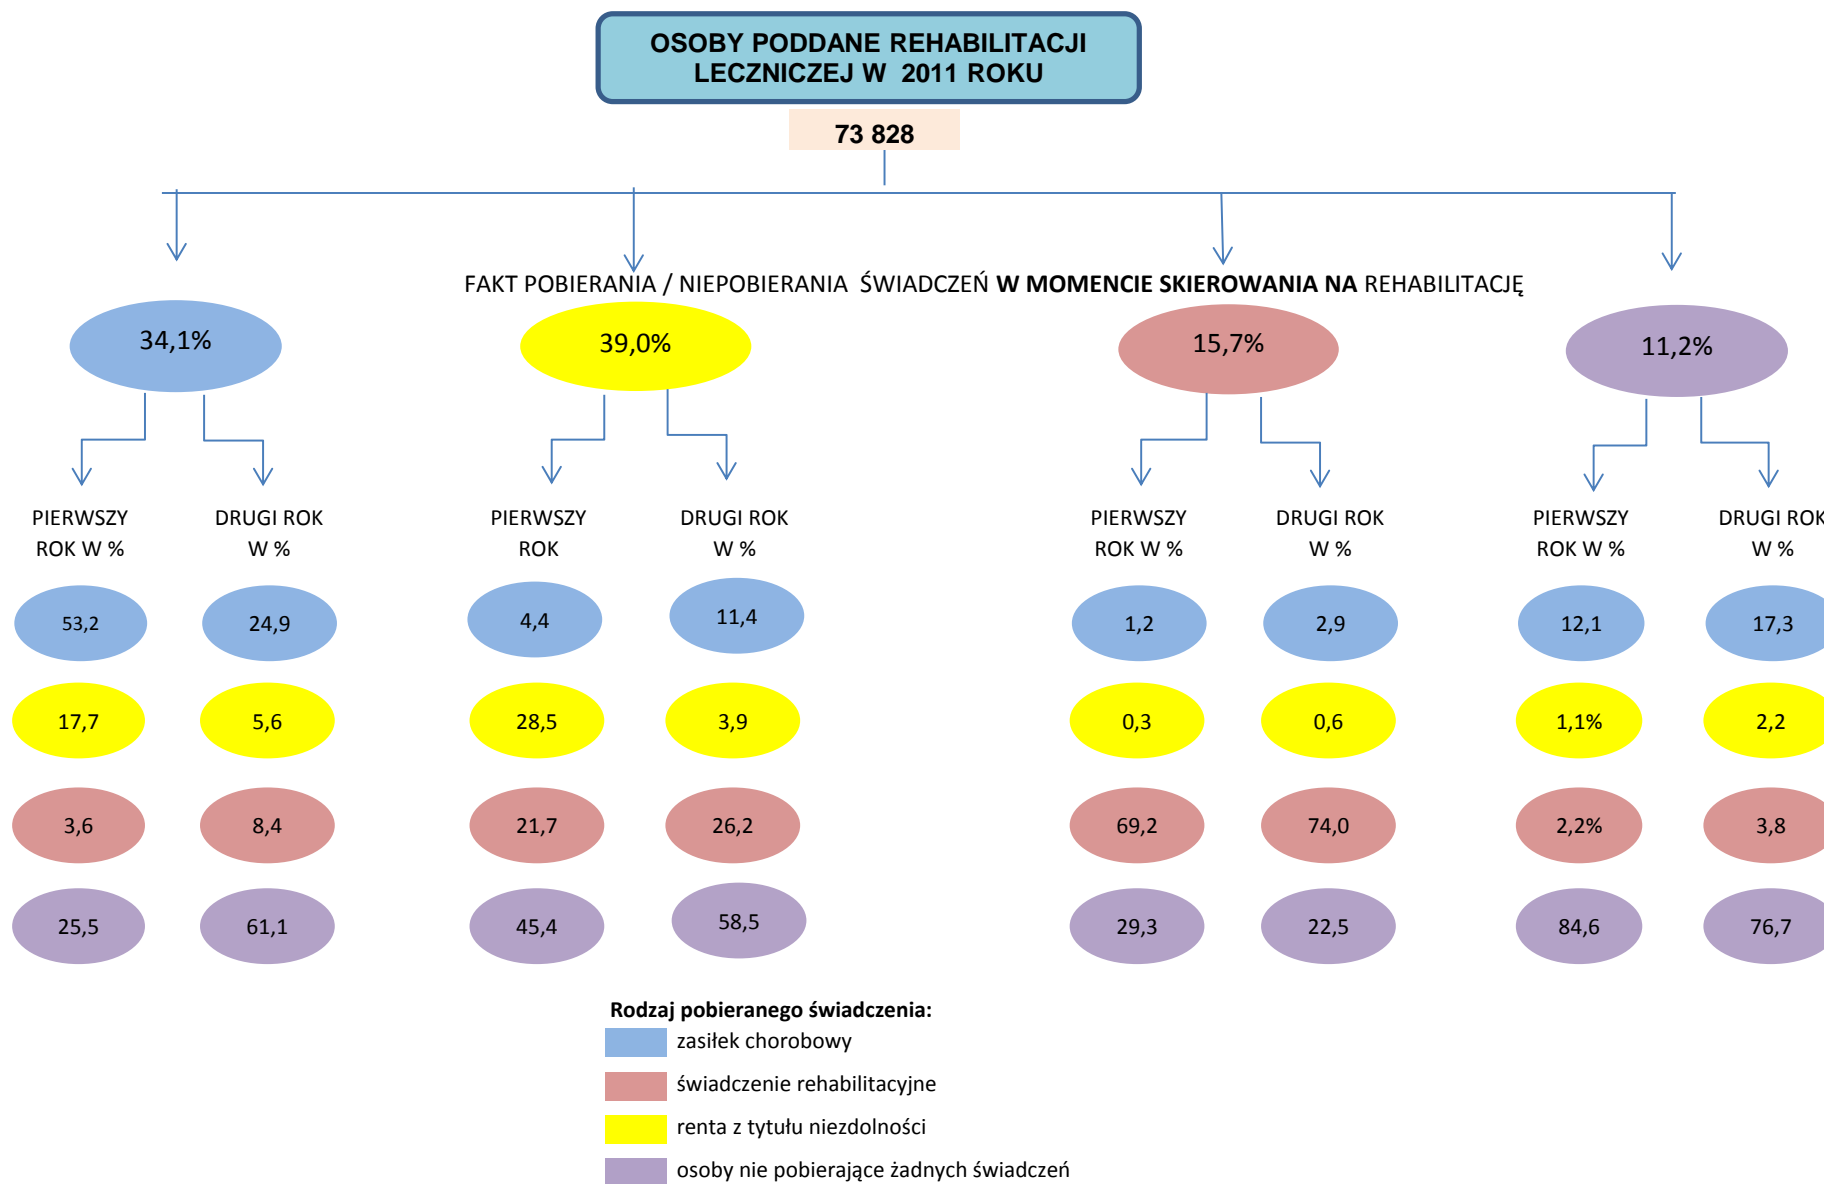 OSOBY PODDANE REHABILITACJI
LECZNICZEJ W 2011 ROKU
73 828
FAKT POBIERANIA / NIEPOBIERANIA ŚWIADCZEŃ W MOMENCIE SKIEROWANIA NA REHABILITACJĘ
34,1%
39,0%
15,7%
11,2%
PIERWSZY
ROK W %
DRUGI ROK
W %
PIERWSZY
ROK
DRUGI ROK
W %
PIERWSZY
ROK W %
DRUGI ROK
W %
PIERWSZY
ROK W %
DRUGI ROK
W %
53,2
24,9
4,4
11,4
1,2
2,9
12,1
17,3
17,7
5,6
28,5
3,9
0,3
0,6
1,1%
2,2
3,6
8,4
21,7
26,2
69,2
74,0
2,2%
3,8
25,5
61,1
45,4
58,5
29,3
22,5
84,6
76,7
Rodzaj pobieranego świadczenia:
zasiłek chorobowy
świadczenie rehabilitacyjne
renta z tytułu niezdolności
osoby nie pobierające żadnych świadczeń